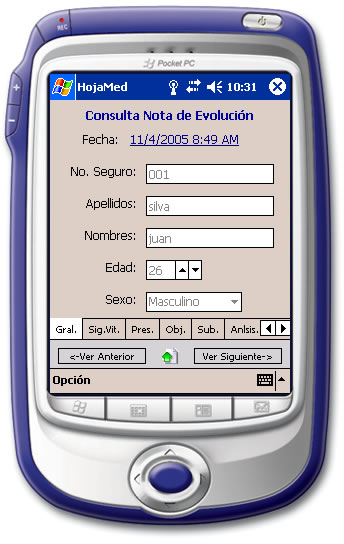 REC
Pocket PC
HojaMed 10:31
Consulta Nota de Evolución
Fecha: 11/4/2005 8:49 AM
No. Seguro: 001
Apellidos: silva
Nombres: juan
Edad: 26
Sexo: Masculino
Gral. Sig.Vit. Pres. Obj. Sub. Anlsis.
<-Ver Anterior Ver Siguiente->
Opción